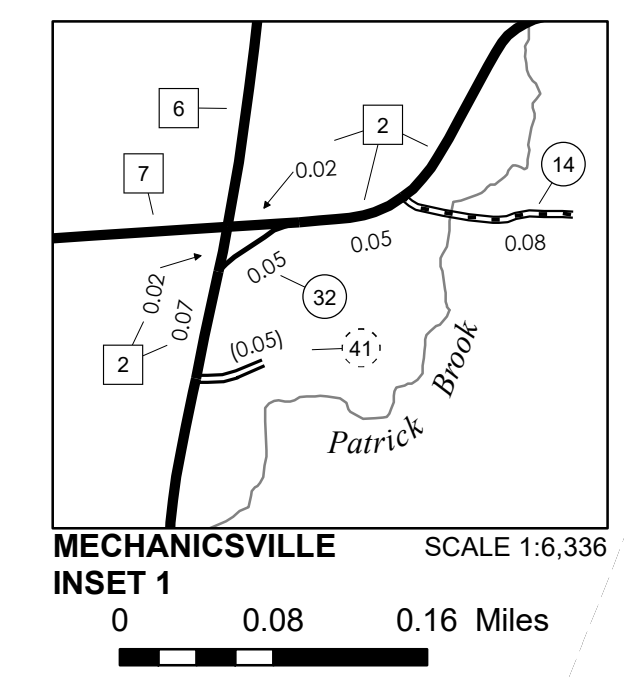 6
2
7
0.02
14
0.05
0.08
0.05
32
0.02
0.07
2
(0.05)
41
Patrick Brook
MECHANICSVILLE
INSET 1
SCALE 1:6,336
0 0.08 0.16 Miles